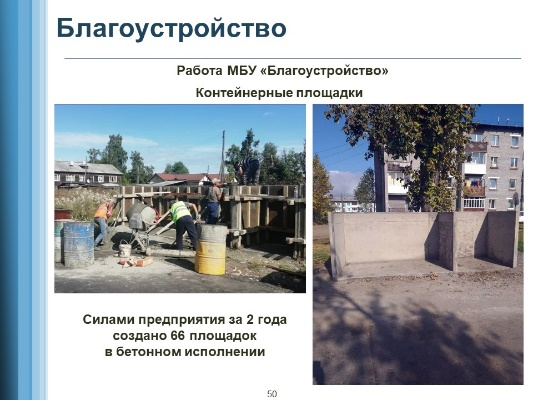 Благоустройство
Работа МБУ «Благоустройство»
Контейнерные площадки
Силами предприятия за 2 года
создано 66 площадок
в бетонном исполнении
50